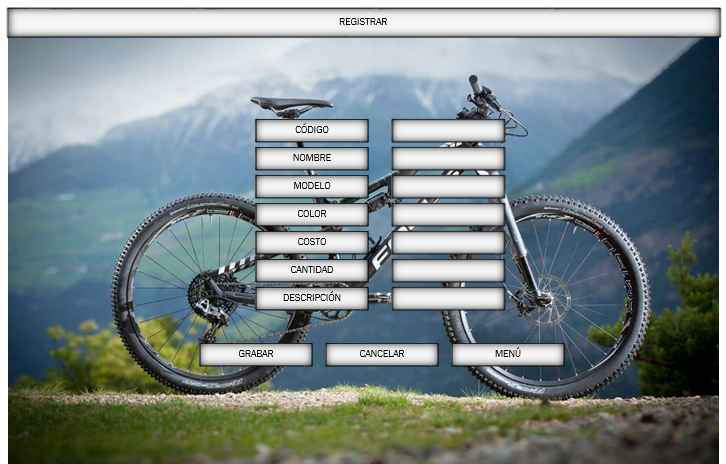 REGISTRAR
CÓDIGO
NOMBRE
MODELO
COLOR
COSTO
CANTIDAD
DESCRIPCIÓN
GRABAR CANCELAR MENÚ